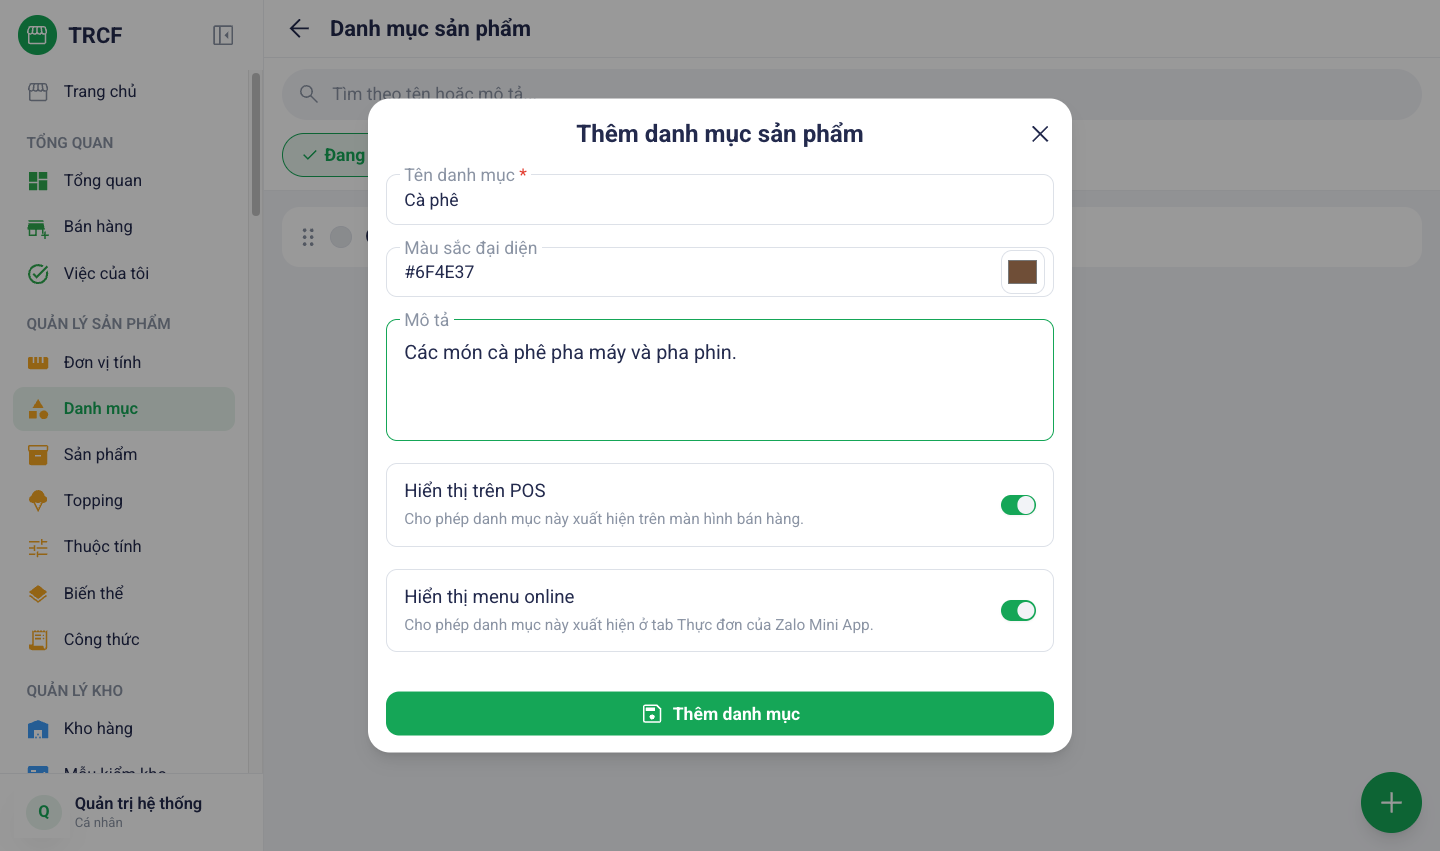 TRCF
Trang chủ
TỔNG QUAN
Tổng quan
Bán hàng
Việc của tôi
QUẢN LÝ SẢN PHẨM
Đơn vị tính
Danh mục
Sản phẩm
Topping
Thuộc tính
Biến thể
Công thức
QUẢN LÝ KHO
Kho hàng
Mẫu kiểm kho
Q
Quản trị hệ thống
Cá nhân
Danh mục sản phẩm
Tìm theo tên hoặc mô tả...
Đang
Thêm danh mục sản phẩm
Tên danh mục *
Cà phê
Màu sắc đại diện
#6F4E37
Mô tả
Các món cà phê pha máy và pha phin.
Hiển thị trên POS
Cho phép danh mục này xuất hiện trên màn hình bán hàng.
Hiển thị menu online
Cho phép danh mục này xuất hiện ở tab Thực đơn của Zalo Mini App.
Thêm danh mục